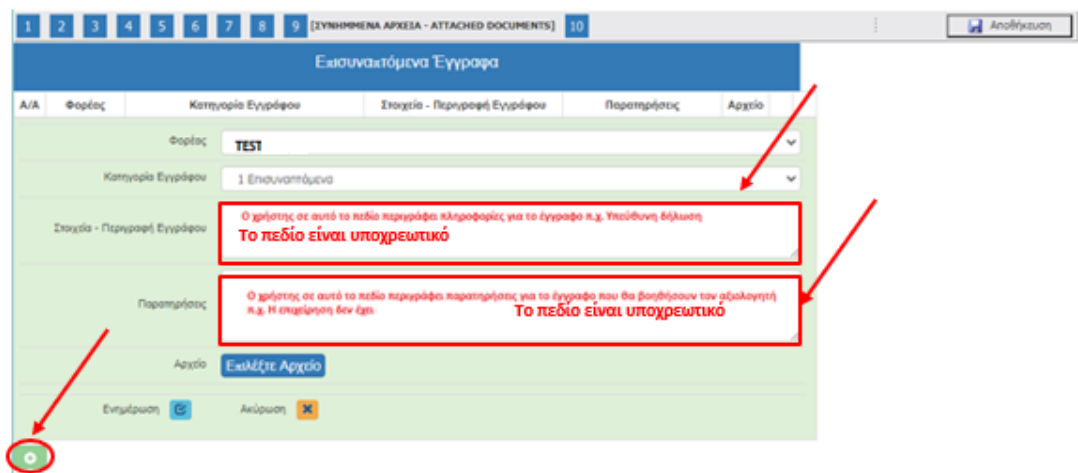 1 2 3 4 5 6 7 8 9 [ΣΥΝΗΜΜΕΝΑ ΑΡΧΕΙΑ - ATTACHED DOCUMENTS] 10 Αποθήκευση
Επισυναπτόμενα Έγγραφα
Α/Α Φορέας Κατηγορία Εγγράφου Στοιχεία - Περιγραφή Εγγράφου Παρατηρήσεις Αρχείο
Φορέας TEST
Κατηγορία Εγγράφου 1 Επισυναπτόμενα
Ο χρήστης σε αυτό το πεδίο περιγράφει πληροφορίες για το έγγραφο π.χ. Υπεύθυνη δήλωση
Στοιχεία - Περιγραφή Εγγράφου Το πεδίο είναι υποχρεωτικό
Ο χρήστης σε αυτό το πεδίο περιγράφει παρατηρήσεις για το έγγραφο που θα βοηθήσουν τον αξιολογητή
Παρατηρήσεις π.χ. Η επιχείρηση δεν έχει Το πεδίο είναι υποχρεωτικό
Αρχείο Επιλέξτε Αρχείο
Ενημέρωση Ακύρωση